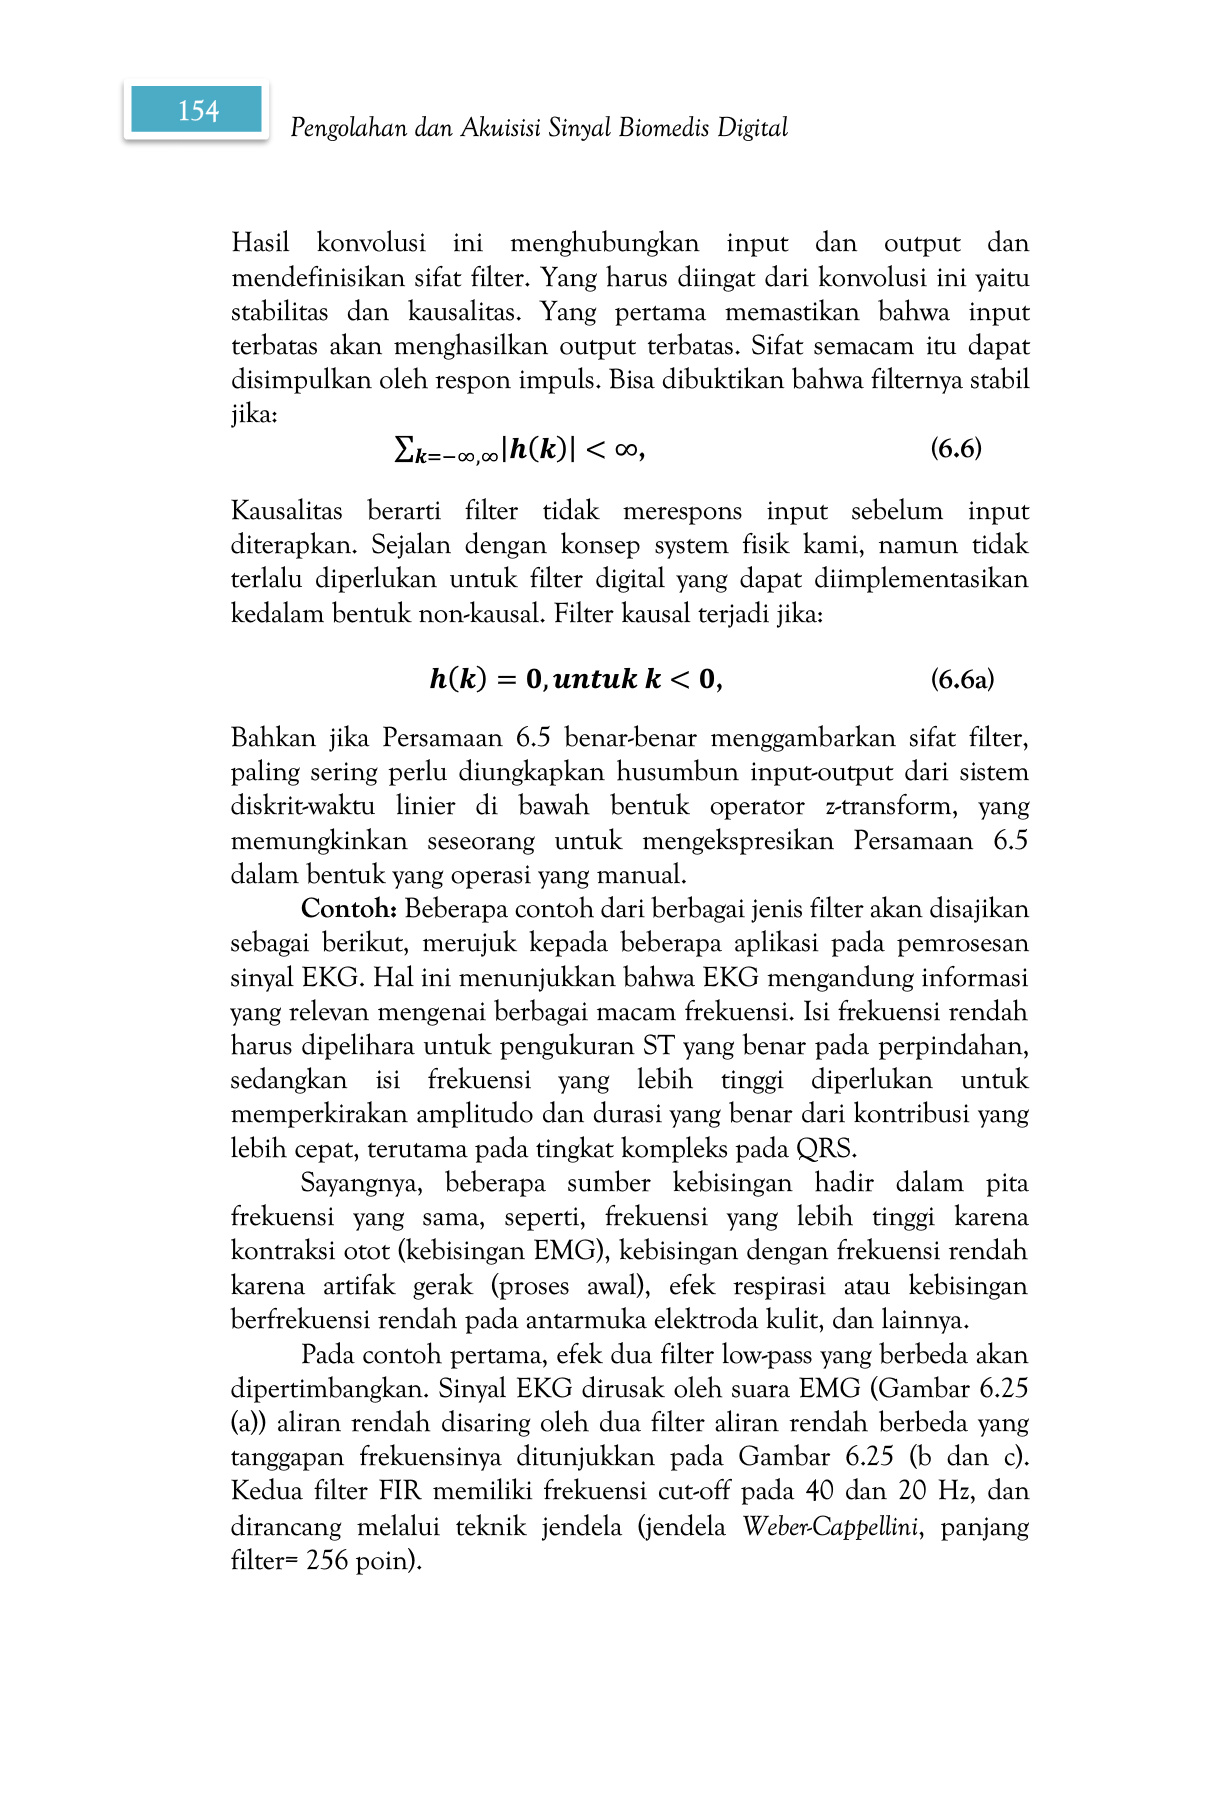 154
Pengolahan dan Akuisisi Sinyal Biomedis Digital
Hasil konvolusi ini menghubungkan input dan output dan
mendefinisikan sifat filter. Yang harus diingat dari konvolusi ini yaitu
stabilitas dan kausalitas. Yang pertama memastikan bahwa input
terbatas akan menghasilkan output terbatas. Sifat semacam itu dapat
disimpulkan oleh respon impuls. Bisa dibuktikan bahwa filternya stabil
jika:
∑k=−∞,∞|h(k)| < ∞, (6.6)
Kausalitas berarti filter tidak merespons input sebelum input
diterapkan. Sejalan dengan konsep system fisik kami, namun tidak
terlalu diperlukan untuk filter digital yang dapat diimplementasikan
kedalam bentuk non-kausal. Filter kausal terjadi jika:
h(k) = 0, untuk k < 0, (6.6a)
Bahkan jika Persamaan 6.5 benar-benar menggambarkan sifat filter,
paling sering perlu diungkapkan husumbun input-output dari sistem
diskrit-waktu linier di bawah bentuk operator z-transform, yang
memungkinkan seseorang untuk mengekspresikan Persamaan 6.5
dalam bentuk yang operasi yang manual.
Contoh: Beberapa contoh dari berbagai jenis filter akan disajikan
sebagai berikut, merujuk kepada beberapa aplikasi pada pemrosesan
sinyal EKG. Hal ini menunjukkan bahwa EKG mengandung informasi
yang relevan mengenai berbagai macam frekuensi. Isi frekuensi rendah
harus dipelihara untuk pengukuran ST yang benar pada perpindahan,
sedangkan isi frekuensi yang lebih tinggi diperlukan untuk
memperkirakan amplitudo dan durasi yang benar dari kontribusi yang
lebih cepat, terutama pada tingkat kompleks pada QRS.
Sayangnya, beberapa sumber kebisingan hadir dalam pita
frekuensi yang sama, seperti, frekuensi yang lebih tinggi karena
kontraksi otot (kebisingan EMG), kebisingan dengan frekuensi rendah
karena artifak gerak (proses awal), efek respirasi atau kebisingan
berfrekuensi rendah pada antarmuka elektroda kulit, dan lainnya.
Pada contoh pertama, efek dua filter low-pass yang berbeda akan
dipertimbangkan. Sinyal EKG dirusak oleh suara EMG (Gambar 6.25
(a)) aliran rendah disaring oleh dua filter aliran rendah berbeda yang
tanggapan frekuensinya ditunjukkan pada Gambar 6.25 (b dan c).
Kedua filter FIR memiliki frekuensi cut-off pada 40 dan 20 Hz, dan
dirancang melalui teknik jendela (jendela Weber-Cappellini, panjang
filter= 256 poin).